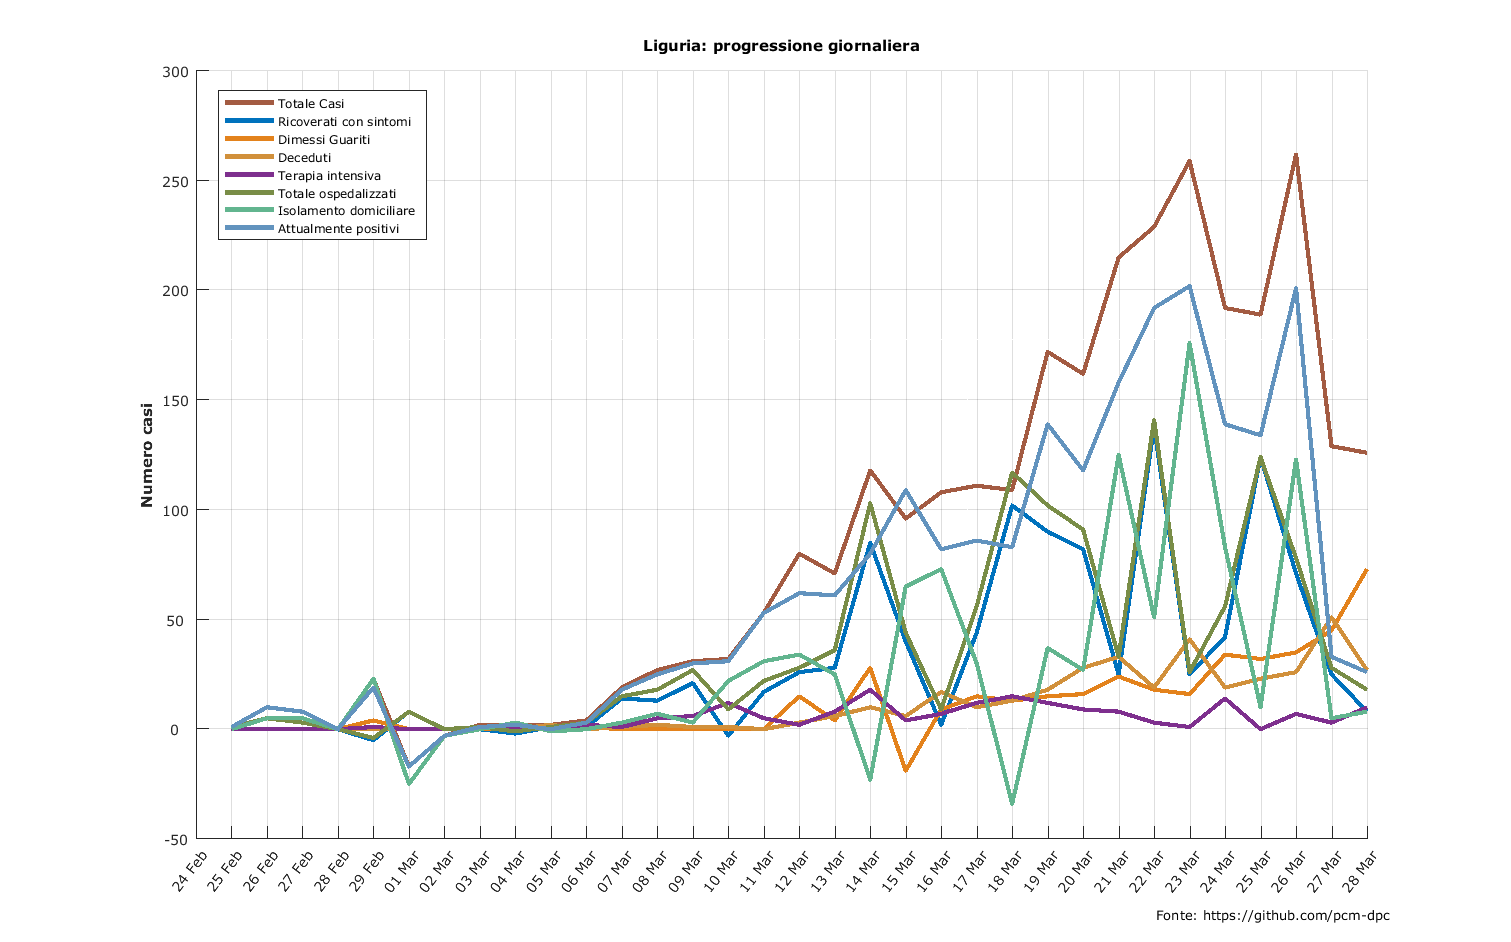 Liguria: progressione giornaliera
300
250
200
150
100
50
0
-50
Numero casi
Totale Casi
Ricoverati con sintomi
Dimessi Guariti
Deceduti
Terapia intensiva
Totale ospedalizzati
Isolamento domiciliare
Attualmente positivi
24 Feb
25 Feb
26 Feb
27 Feb
28 Feb
29 Feb
01 Mar
02 Mar
03 Mar
04 Mar
05 Mar
06 Mar
07 Mar
08 Mar
09 Mar
10 Mar
11 Mar
12 Mar
13 Mar
14 Mar
15 Mar
16 Mar
17 Mar
18 Mar
19 Mar
20 Mar
21 Mar
22 Mar
23 Mar
24 Mar
25 Mar
26 Mar
27 Mar
28 Mar
Fonte: https://github.com/pcm-dpc